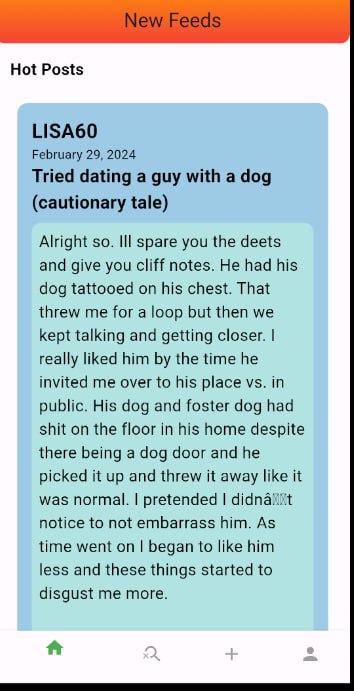 New Feeds
Hot Posts
LISA60
February 29, 2024
Tried dating a guy with a dog
(cautionary tale)
Alright so. Ill spare you the deets
and give you cliff notes. He had his
dog tattooed on his chest. That
threw me for a loop but then we
kept talking and getting closer. I
really liked him by the time he
invited me over to his place vs. in
public. His dog and foster dog had
shit on the floor in his home despite
there being a dog door and he
picked it up and threw it away like it
was normal. I pretended I didnât
notice to not embarrass him. As
time went on I began to like him
less and these things started to
disgust me more.